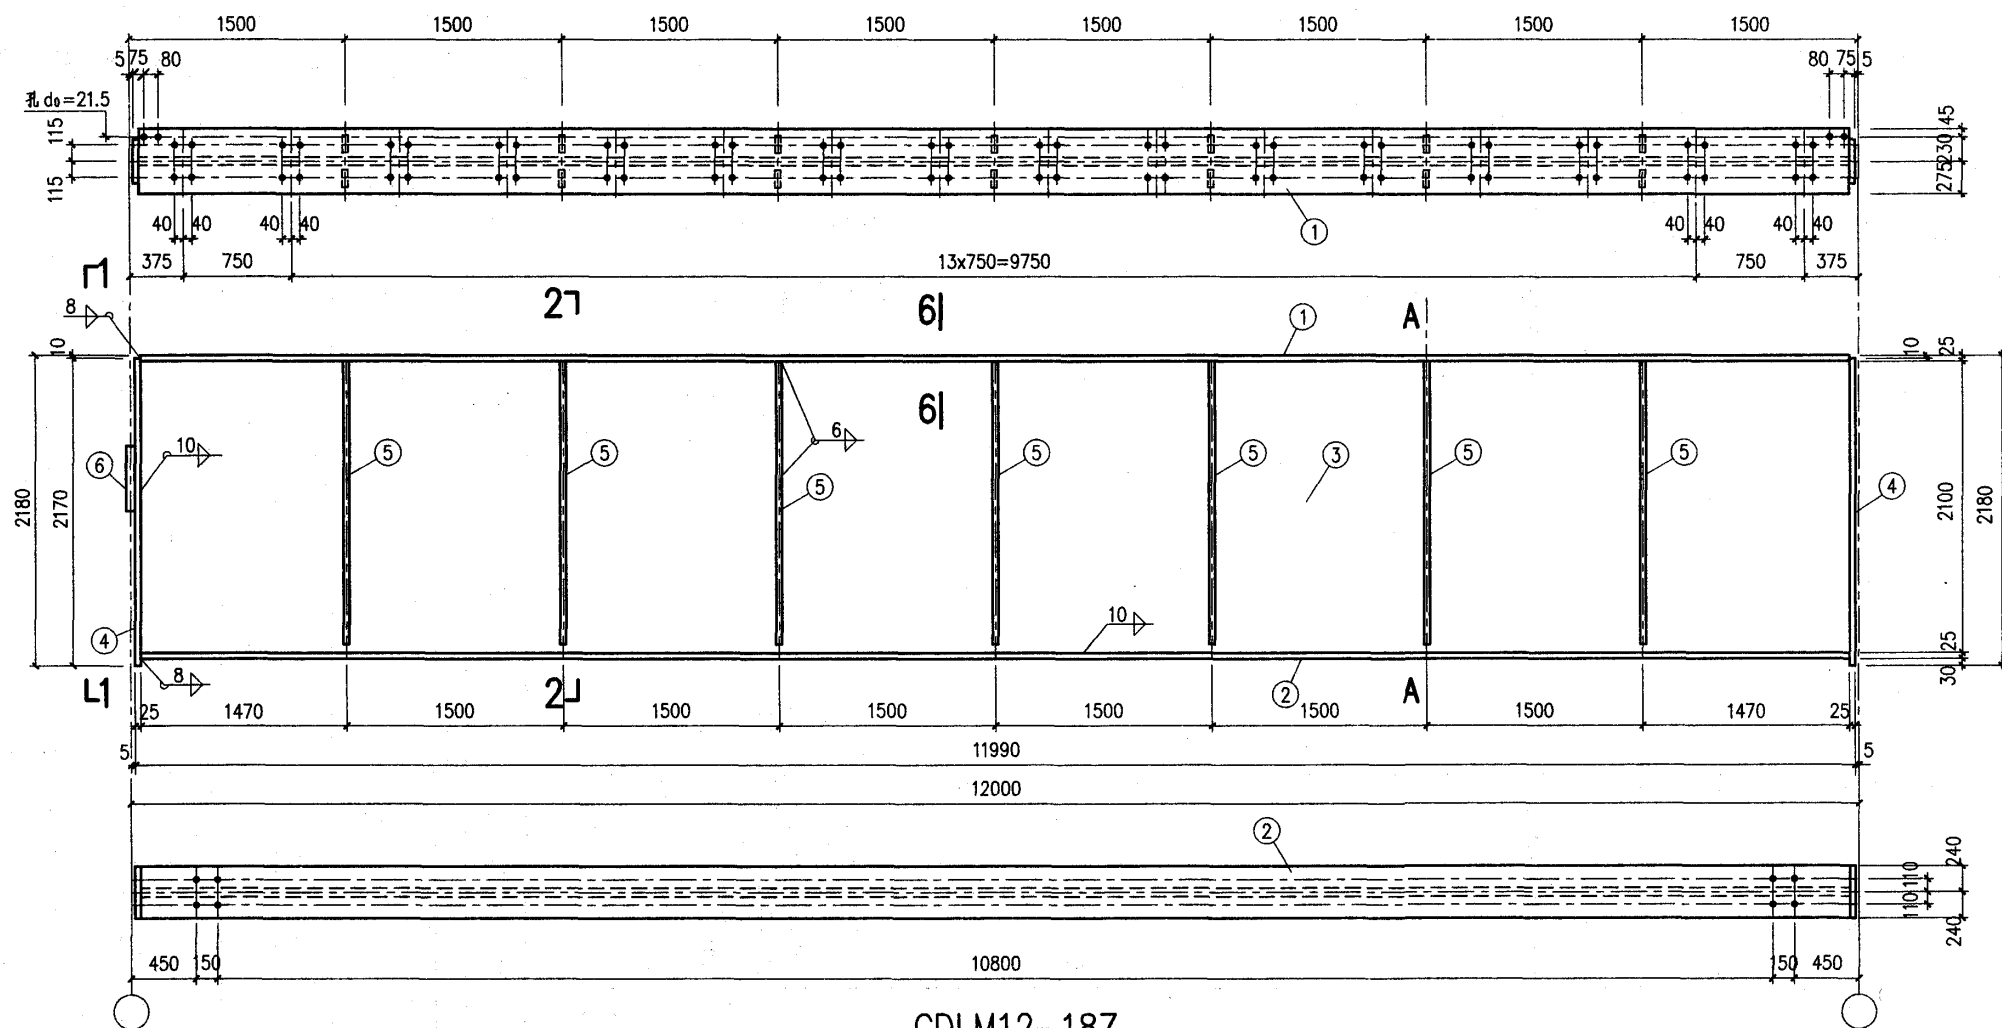 1500 1500 1500 1500 1500 1500 1500 1500
5 75 80 80 75 5
孔 d₀=21.5
115 115
45 230 275
40 40 40 40 40 40 40 40
①
375 750 13x750=9750 750 375
1 2 6 A
8 ①
10 10 25
6
10 6
⑥ ⑤ ⑤ ⑤ ⑤ ⑤ ⑤ ⑤ ③ ④
2180 2170 2100 2180
10
④ 25
8 30
1 2 ② A
25 1470 1500 1500 1500 1500 1500 1500 1470 25
5 11990 5
12000
②
240 110 110 240
450 150 10800 150 450
GDLM12-187